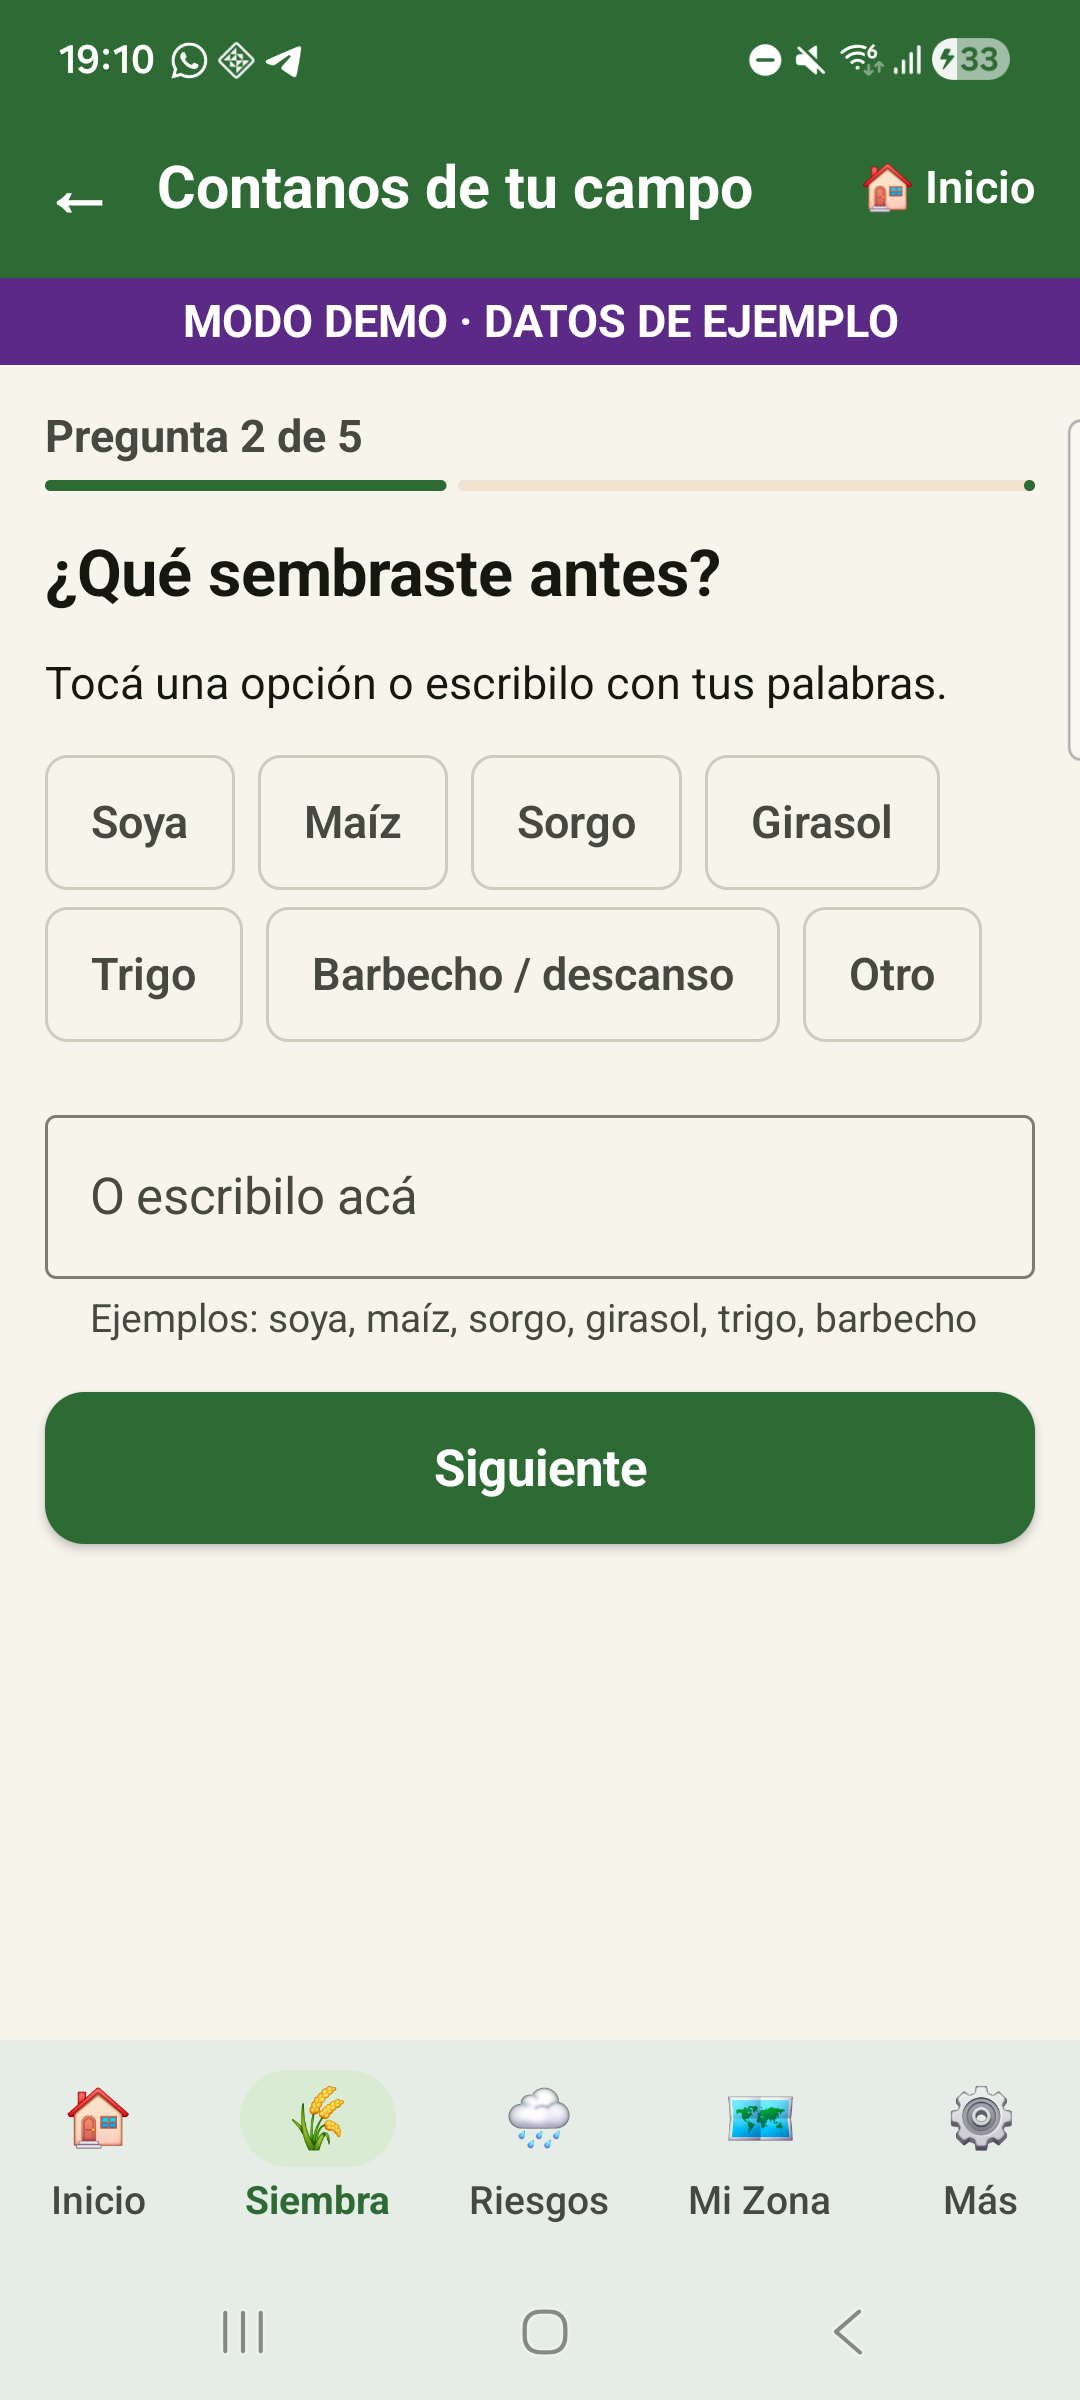 19:10
6
33
← Contanos de tu campo
Inicio
MODO DEMO · DATOS DE EJEMPLO
Pregunta 2 de 5
¿Qué sembraste antes?
Tocá una opción o escribilo con tus palabras.
Soya Maíz Sorgo Girasol
Trigo Barbecho / descanso Otro
O escribilo acá
Ejemplos: soya, maíz, sorgo, girasol, trigo, barbecho
Siguiente
Inicio Siembra Riesgos Mi Zona Más